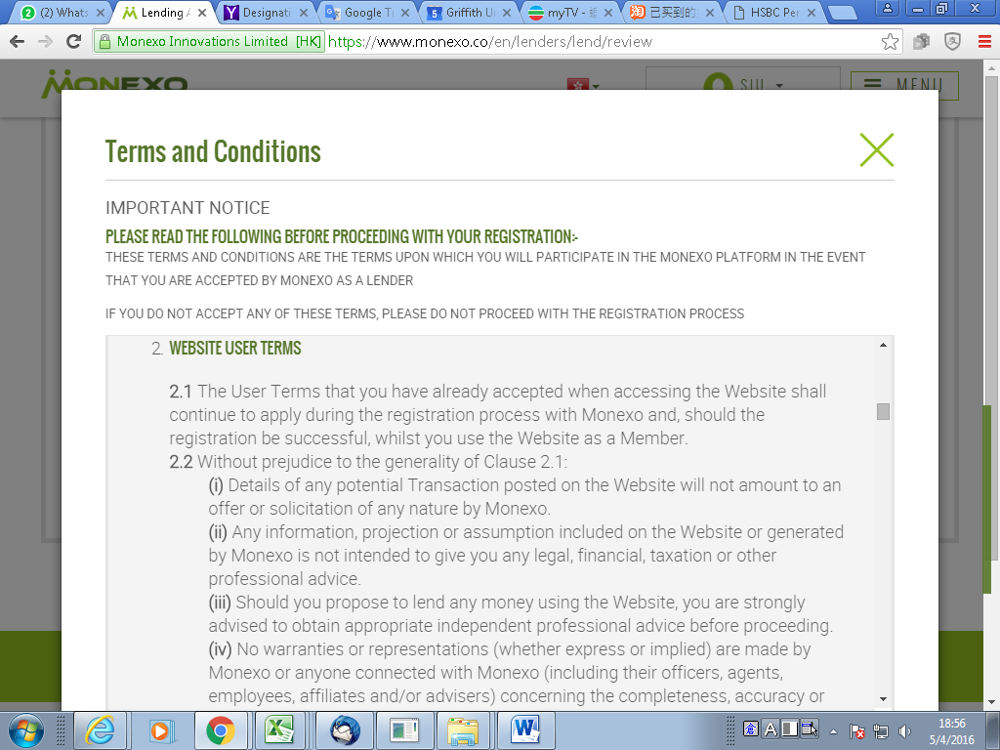 (2) Whats
Lending /
Designati
Google T
Griffith U
myTV -
已买到的
HSBC Per
Monexo Innovations Limited [HK] https://www.monexo.co/en/lenders/lend/review
MONEXO
SUI
MENU
Terms and Conditions
IMPORTANT NOTICE
PLEASE READ THE FOLLOWING BEFORE PROCEEDING WITH YOUR REGISTRATION:-
THESE TERMS AND CONDITIONS ARE THE TERMS UPON WHICH YOU WILL PARTICIPATE IN THE MONEXO PLATFORM IN THE EVENT
THAT YOU ARE ACCEPTED BY MONEXO AS A LENDER
IF YOU DO NOT ACCEPT ANY OF THESE TERMS, PLEASE DO NOT PROCEED WITH THE REGISTRATION PROCESS
2. WEBSITE USER TERMS
2.1 The User Terms that you have already accepted when accessing the Website shall
continue to apply during the registration process with Monexo and, should the
registration be successful, whilst you use the Website as a Member.
2.2 Without prejudice to the generality of Clause 2.1:
(i) Details of any potential Transaction posted on the Website will not amount to an
offer or solicitation of any nature by Monexo.
(ii) Any information, projection or assumption included on the Website or generated
by Monexo is not intended to give you any legal, financial, taxation or other
professional advice.
(iii) Should you propose to lend any money using the Website, you are strongly
advised to obtain appropriate independent professional advice before proceeding.
(iv) No warranties or representations (whether express or implied) are made by
Monexo or anyone connected with Monexo (including their officers, agents,
employees, affiliates and/or advisers) concerning the completeness, accuracy or
18:56
5/4/2016